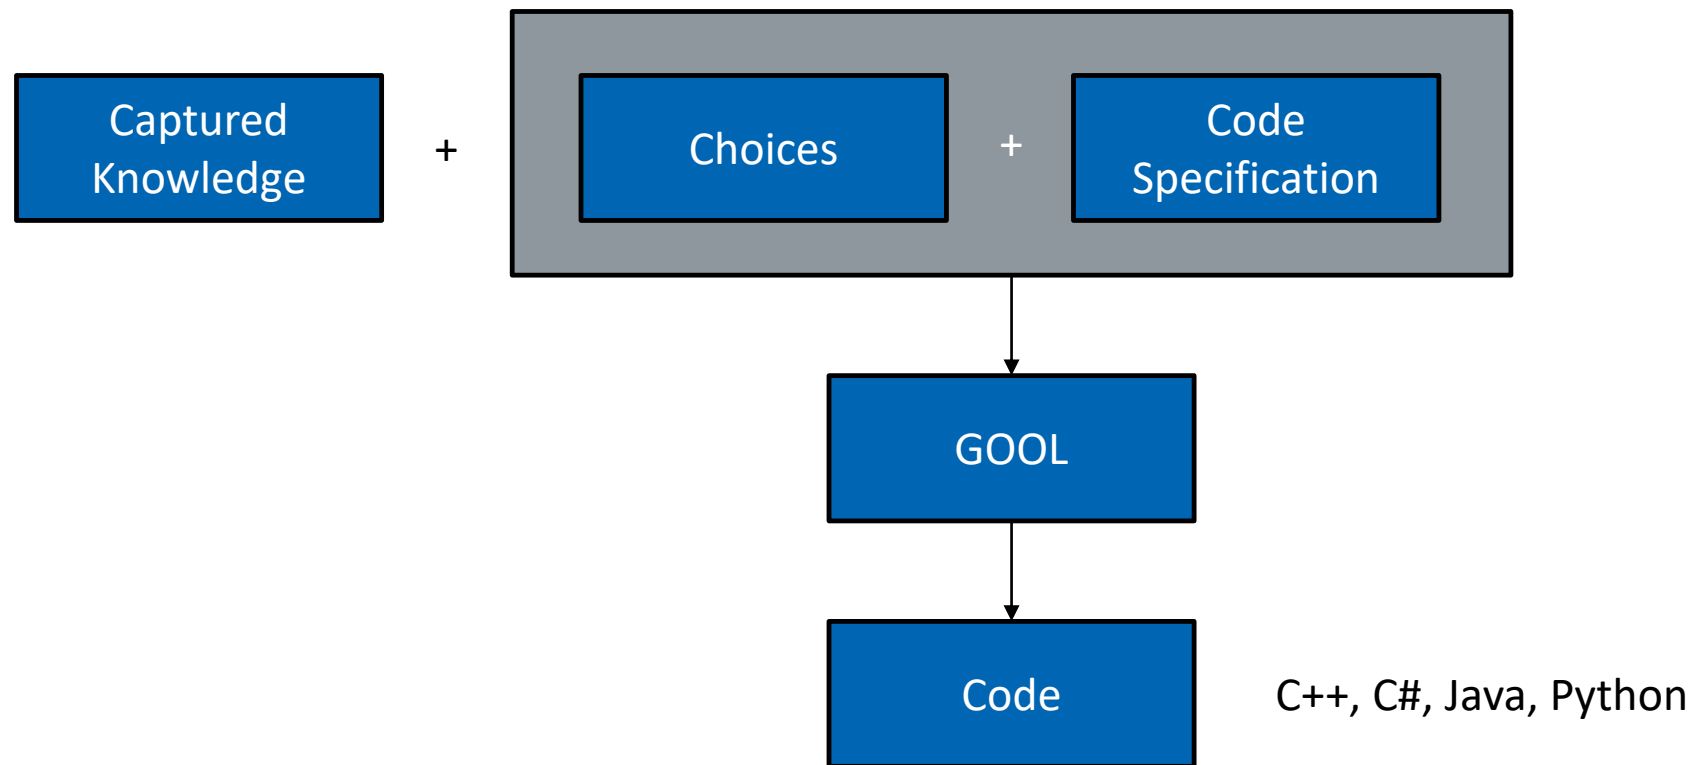 Captured
Knowledge
+
Choices
+
Code
Specification
GOOL
Code
C++, C#, Java, Python